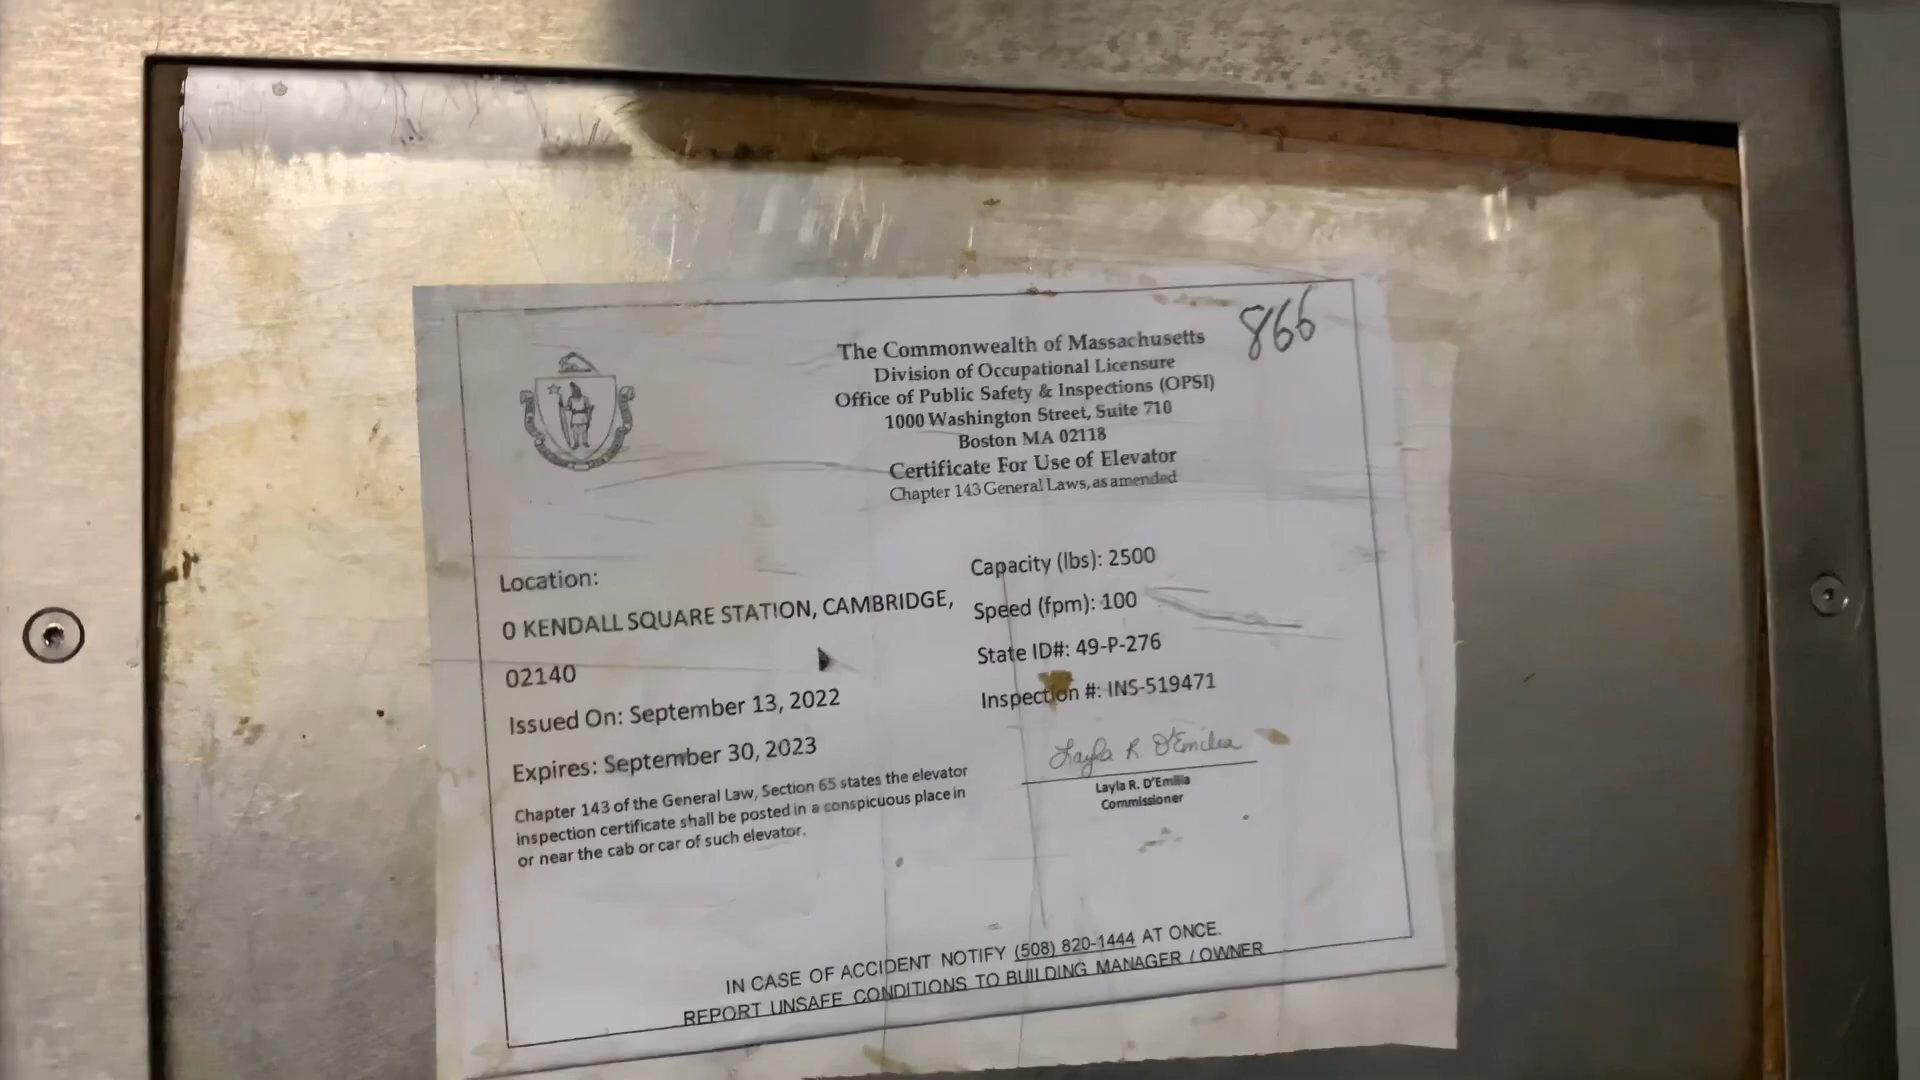 866
The Commonwealth of Massachusetts
Division of Occupational Licensure
Office of Public Safety & Inspections (OPSI)
1000 Washington Street, Suite 710
Boston MA 02118
Certificate For Use of Elevator
Chapter 143 General Laws, as amended
Location:
0 KENDALL SQUARE STATION, CAMBRIDGE,
02140
Issued On: September 13, 2022
Expires: September 30, 2023
Chapter 143 of the General Law, Section 65 states the elevator
inspection certificate shall be posted in a conspicuous place in
or near the cab or car of such elevator.
Capacity (lbs): 2500
Speed (fpm): 100
State ID#: 49-P-276
Inspection #: INS-519471
Layla R. D'Emilia
Layla R. D'Emilia
Commissioner
IN CASE OF ACCIDENT NOTIFY (508) 820-1444 AT ONCE.
REPORT UNSAFE CONDITIONS TO BUILDING MANAGER / OWNER